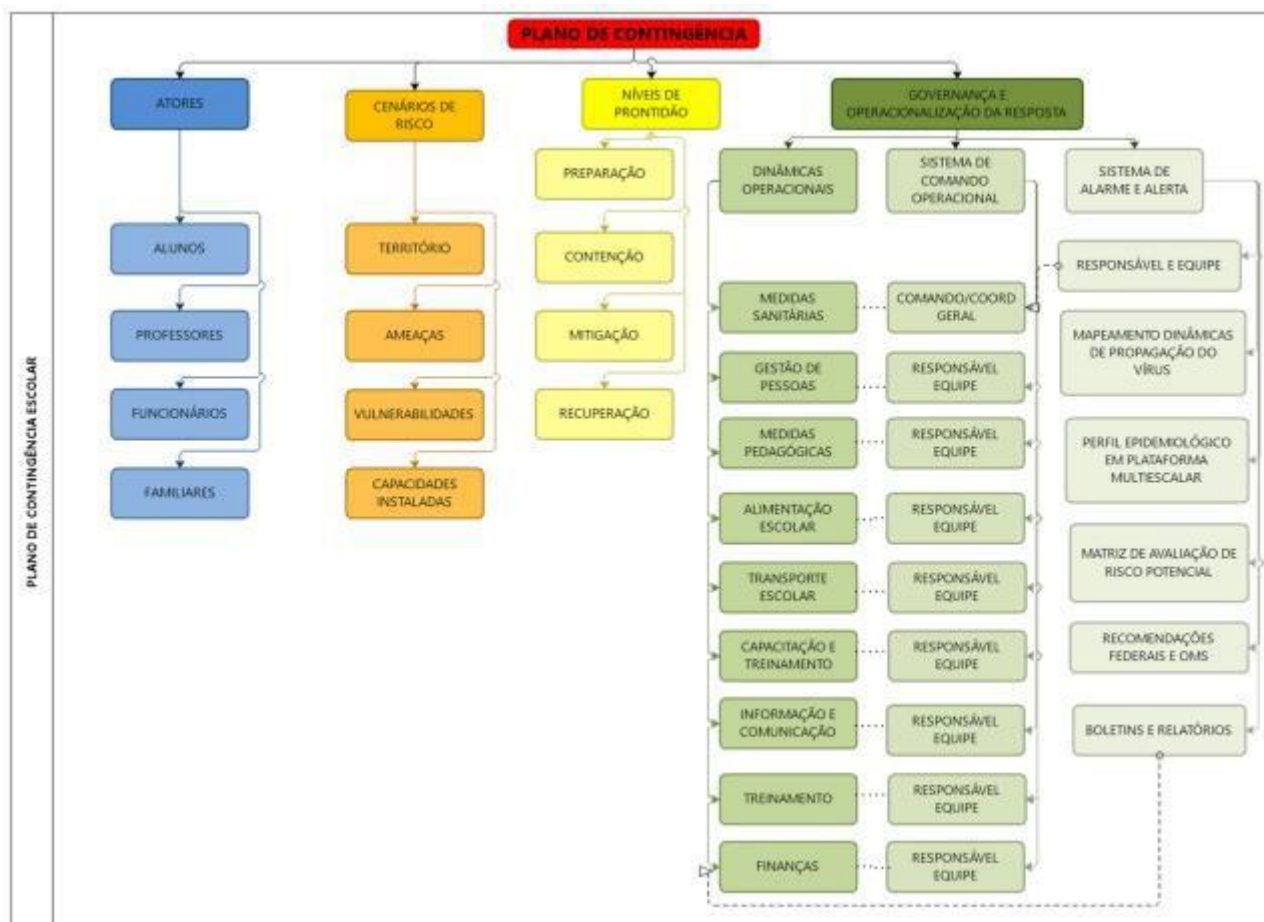 PLANO DE CONTINGÊNCIA ESCOLAR
PLANO DE CONTINGÊNCIA
ATORES
ALUNOS
PROFESSORES
FUNCIONÁRIOS
FAMILIARES
CENÁRIOS DE
RISCO
TERRITÓRIO
AMEAÇAS
VULNERABILIDADES
CAPACIDADES
INSTALADAS
NÍVEIS DE
PRONTIDÃO
PREPARAÇÃO
CONTENÇÃO
MITIGAÇÃO
RECUPERAÇÃO
GOVERNANÇA E
OPERACIONALIZAÇÃO DA RESPOSTA
DINÂMICAS
OPERACIONAIS
MEDIDAS
SANITÁRIAS
GESTÃO DE
PESSOAS
MEDIDAS
PEDAGÓGICAS
ALIMENTAÇÃO
ESCOLAR
TRANSPORTE
ESCOLAR
CAPACITAÇÃO E
TREINAMENTO
INFORMAÇÃO E
COMUNICAÇÃO
TREINAMENTO
FINANÇAS
SISTEMA DE
COMANDO
OPERACIONAL
COMANDO/COORD
GERAL
RESPONSÁVEL
EQUIPE
RESPONSÁVEL
EQUIPE
RESPONSÁVEL
EQUIPE
RESPONSÁVEL
EQUIPE
RESPONSÁVEL
EQUIPE
RESPONSÁVEL
EQUIPE
RESPONSÁVEL
EQUIPE
RESPONSÁVEL
EQUIPE
SISTEMA DE
ALARME E ALERTA
RESPONSÁVEL E EQUIPE
MAPEAMENTO DINÂMICAS
DE PROPAGAÇÃO DO
VÍRUS
PERFIL EPIDEMIOLÓGICO
EM PLATAFORMA
MULTIESCALAR
MATRIZ DE AVALIAÇÃO DE
RISCO POTENCIAL
RECOMENDAÇÕES
FEDERAIS E OMS
BOLETINS E RELATÓRIOS